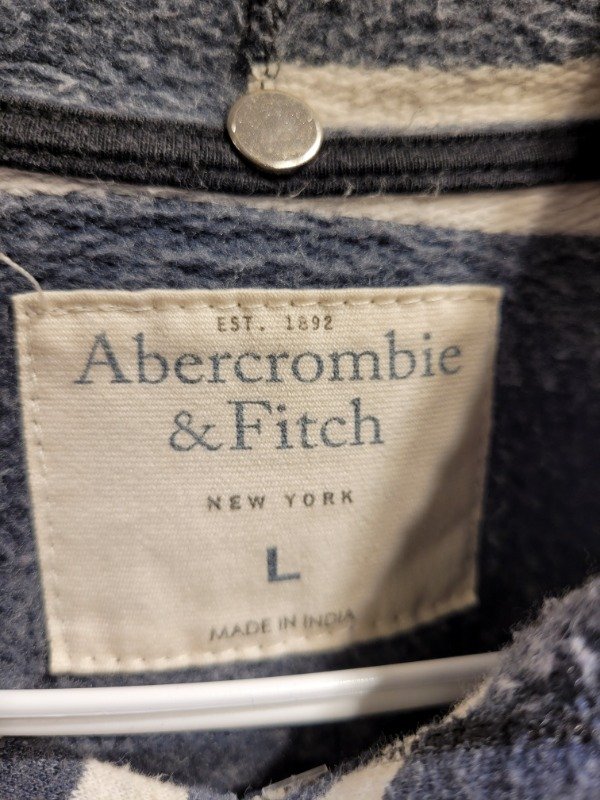 EST. 1892
Abercrombie
& Fitch
NEW YORK
L
MADE IN INDIA